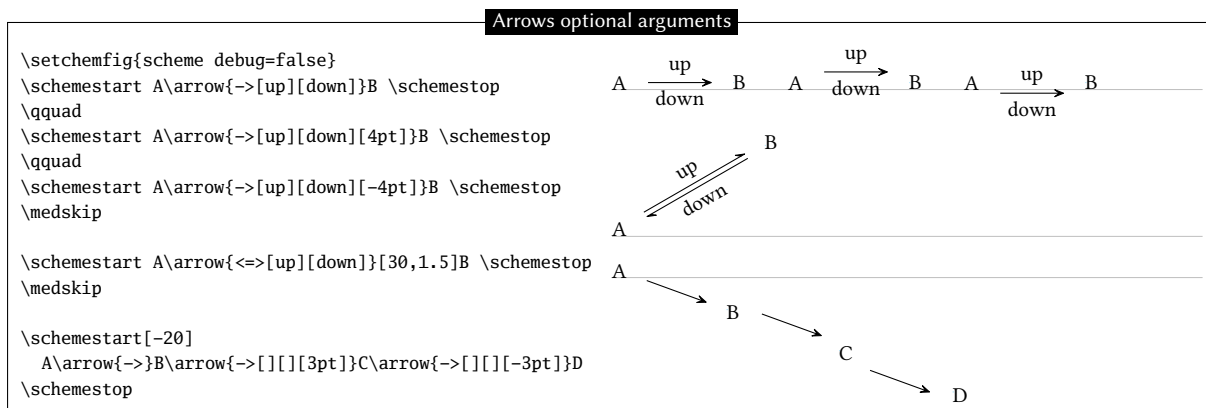 Arrows optional arguments
\setchemfig{scheme debug=false}
\schemestart A\arrow{->[up][down]}B \schemestop
\qquad
\schemestart A\arrow{->[up][down][4pt]}B \schemestop
\qquad
\schemestart A\arrow{->[up][down][-4pt]}B \schemestop
\medskip
\schemestart A\arrow{<=>[up][down]}[30,1.5]B \schemestop
\medskip
\schemestart[-20]
A\arrow{->}B\arrow{->[][][3pt]}C\arrow{->[][][-3pt]}D
\schemestop
up up up
A B A B A B
down down down
B
up
down
A
A
B
C
D